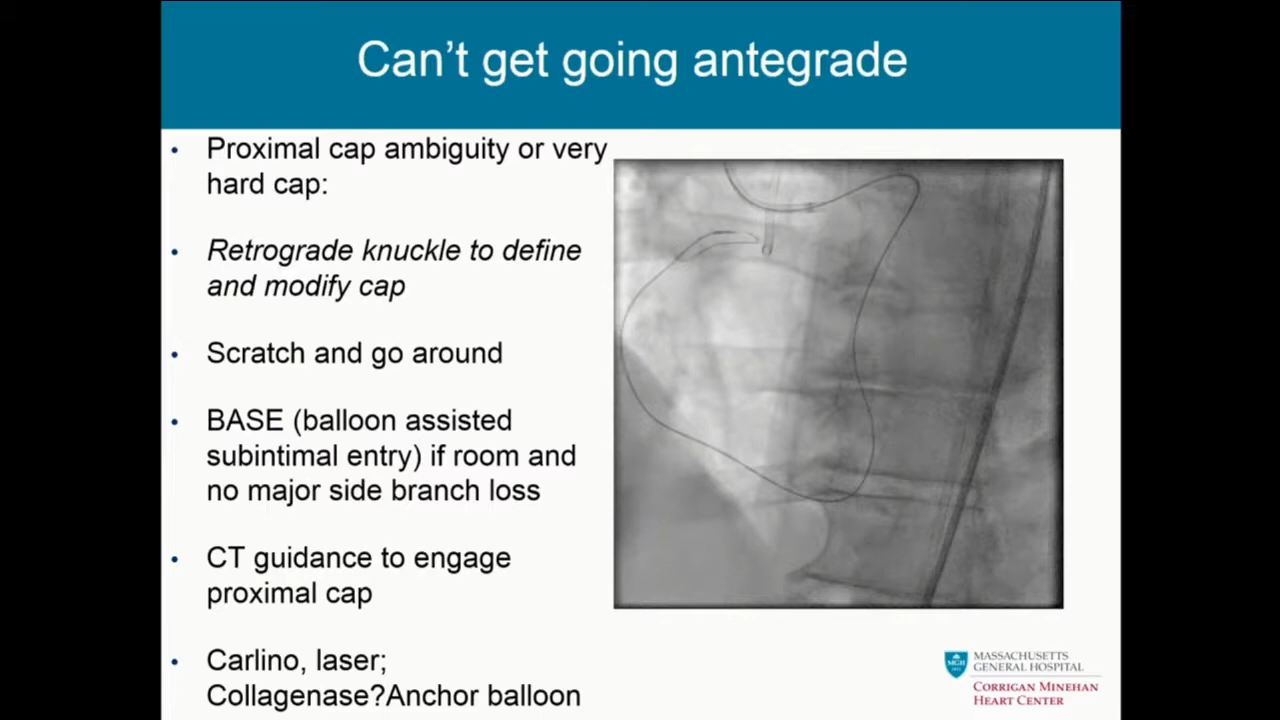 Can't get going antegrade
Proximal cap ambiguity or very
hard cap:
Retrograde knuckle to define
and modify cap
Scratch and go around
BASE (balloon assisted
subintimal entry) if room and
no major side branch loss
CT guidance to engage
proximal cap
Carlino, laser;
Collagenase?Anchor balloon
MGH
MASSACHUSETTS
GENERAL HOSPITAL
CORRIGAN MINEHAN
HEART CENTER